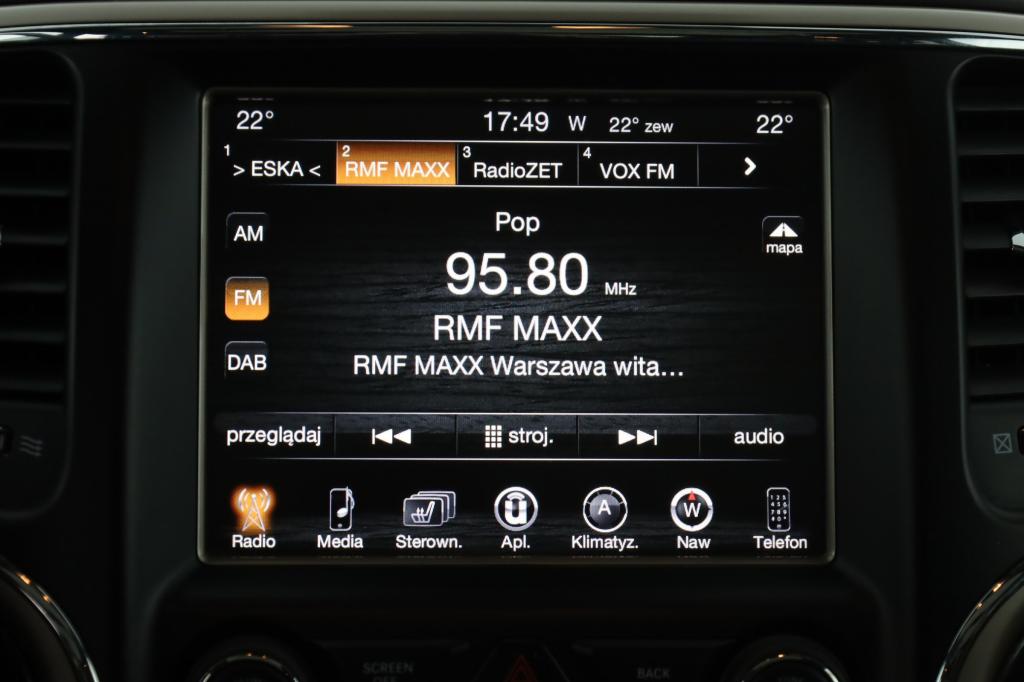 22° 17:49 W 22° zew 22°
1 > ESKA < 2 RMF MAXX 3 RadioZET 4 VOX FM
Pop
AM
mapa
95.80 MHz
FM
RMF MAXX
DAB
RMF MAXX Warszawa wita...
przeglądaj stroj. audio
Radio Media Sterown. Apl. Klimatyz. Naw Telefon
SCREEN OFF BACK